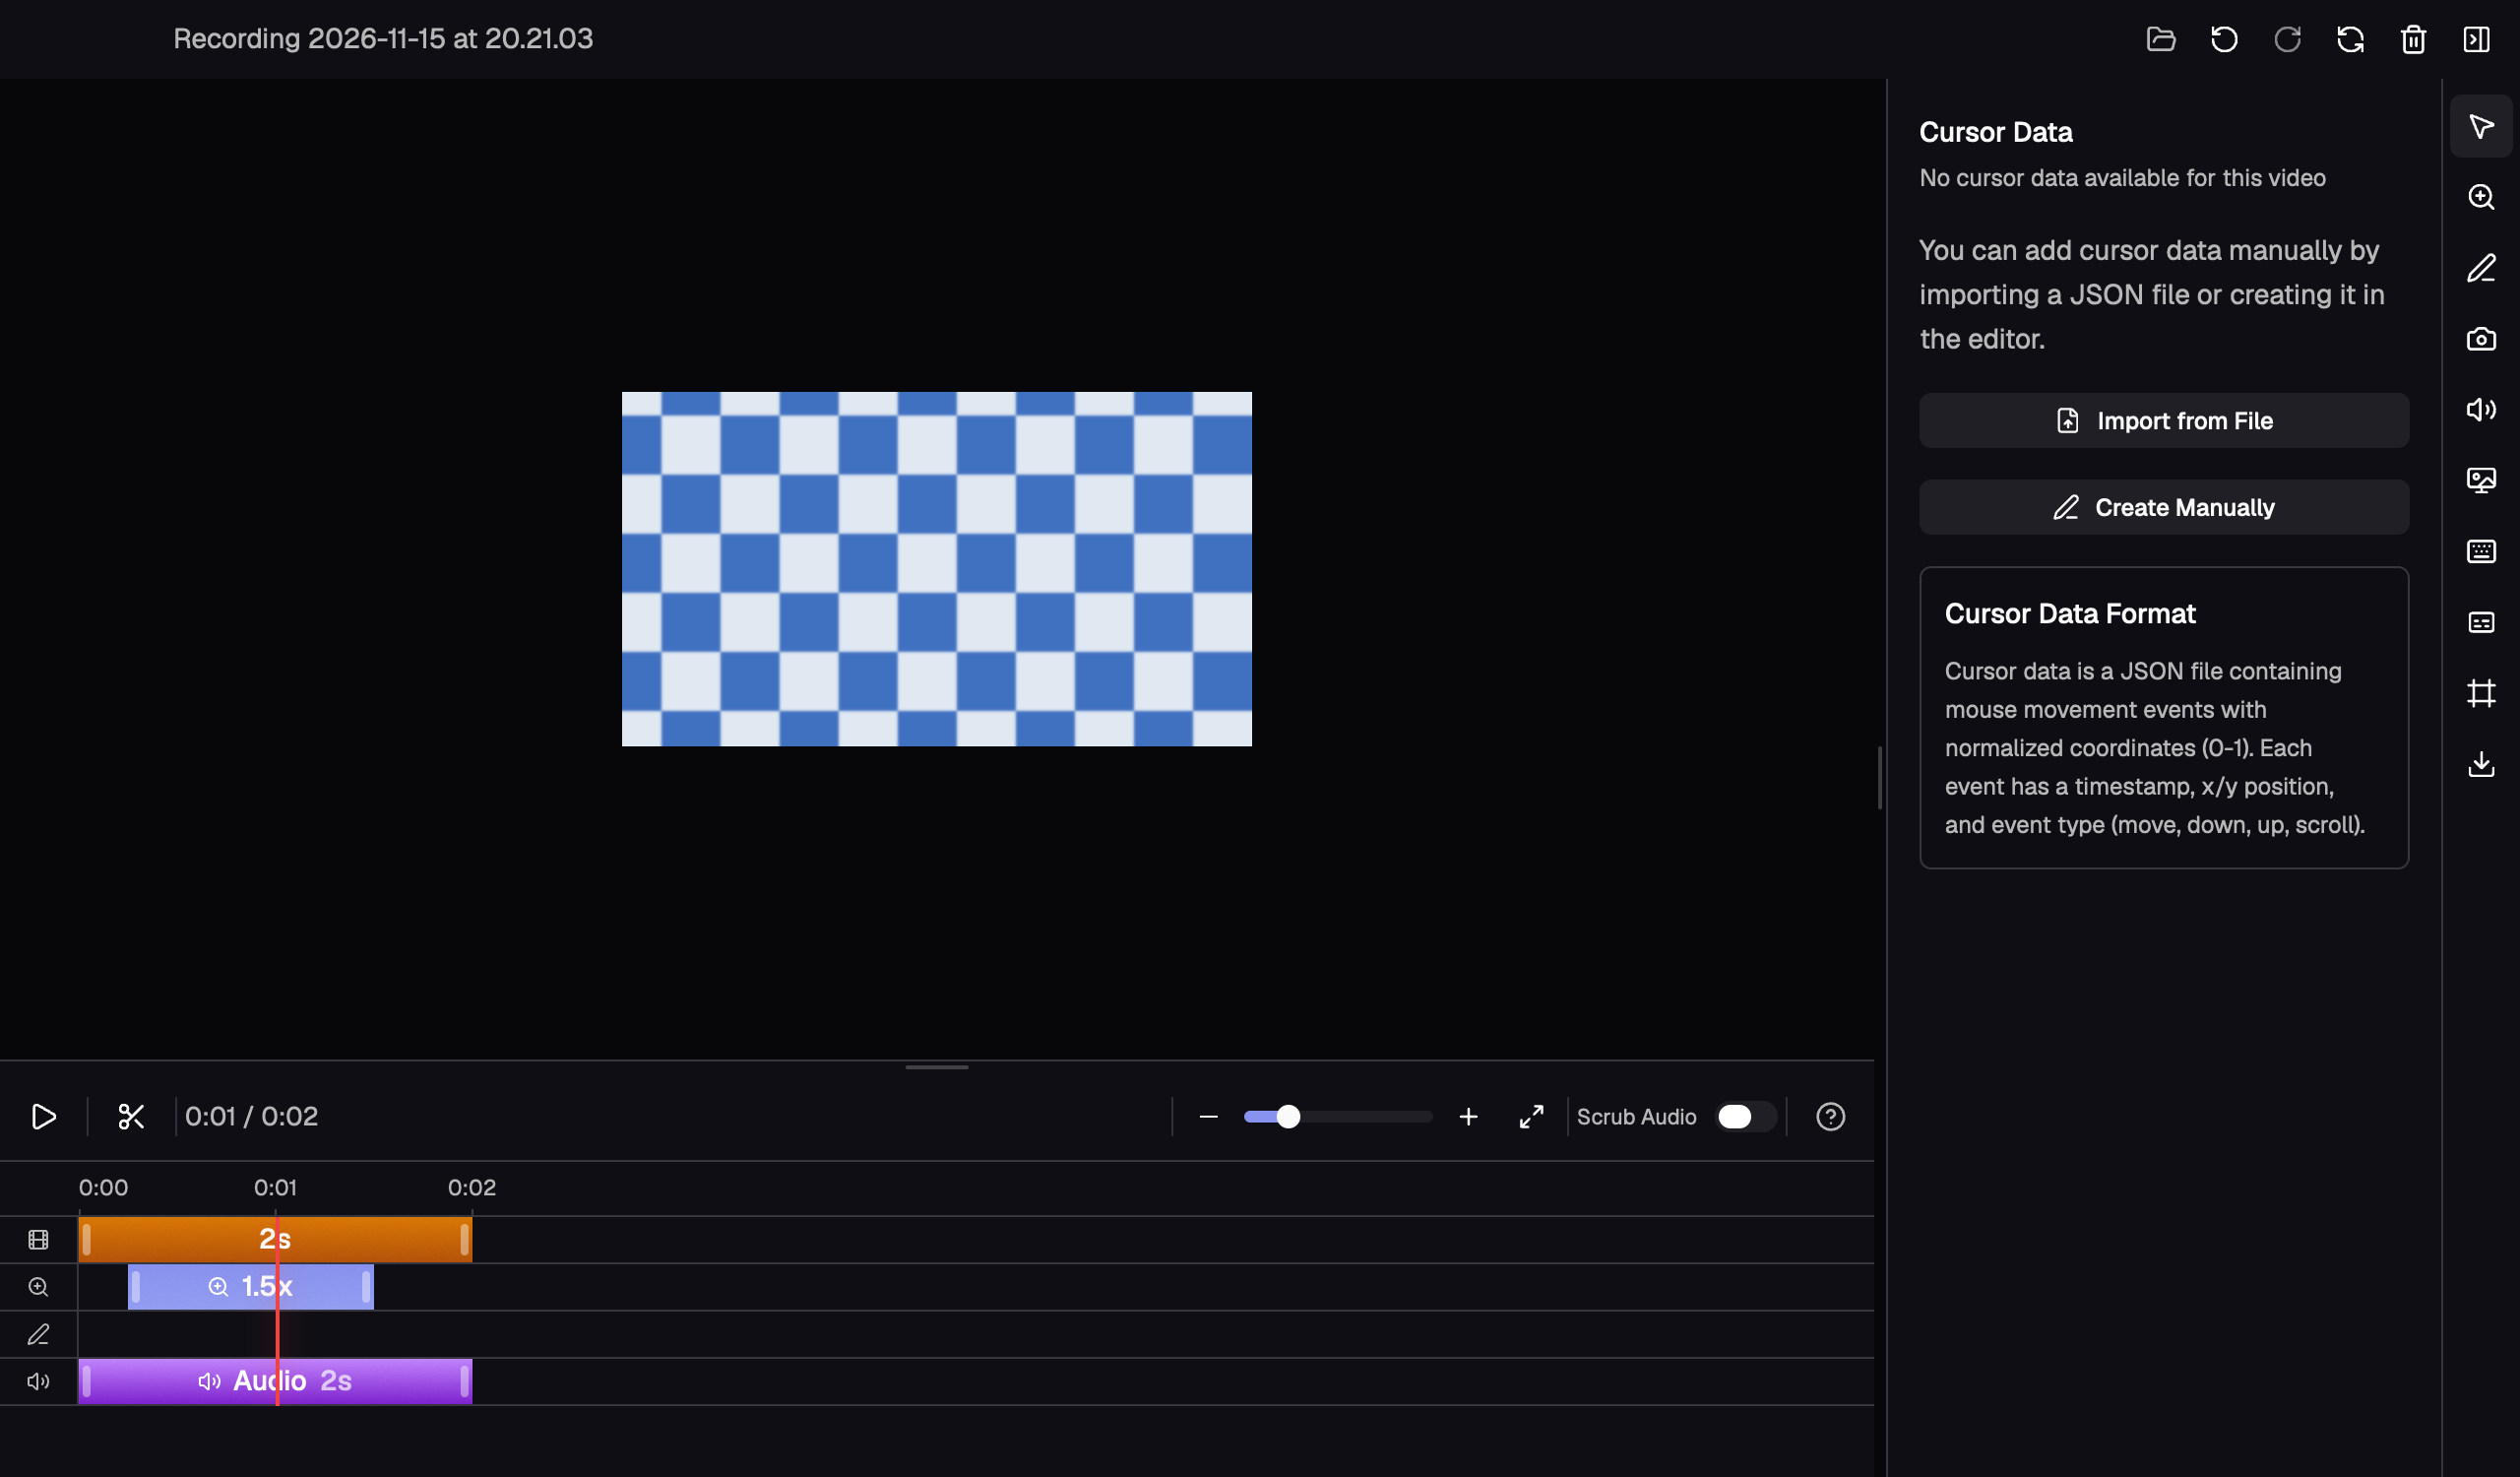 Recording 2026-11-15 at 20.21.03
Cursor Data
No cursor data available for this video
You can add cursor data manually by
importing a JSON file or creating it in
the editor.
Import from File
Create Manually
Cursor Data Format
Cursor data is a JSON file containing
mouse movement events with
normalized coordinates (0-1). Each
event has a timestamp, x/y position,
and event type (move, down, up, scroll).
0:01 / 0:02
Scrub Audio
0:00 0:01 0:02
2s
1.5x
Audio 2s